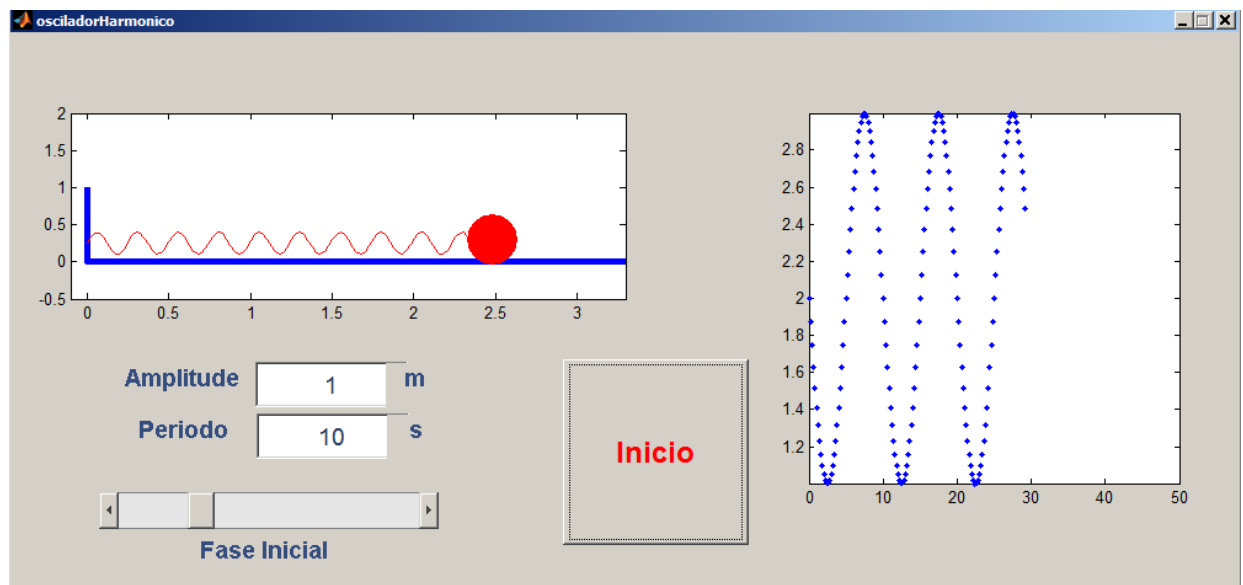 osciladorHarmonico
2
1.5
1
0.5
0
-0.5
0 0.5 1 1.5 2 2.5 3
2.8
2.6
2.4
2.2
2
1.8
1.6
1.4
1.2
0 10 20 30 40 50
Amplitude 1 m
Periodo 10 s
Fase Inicial
Inicio